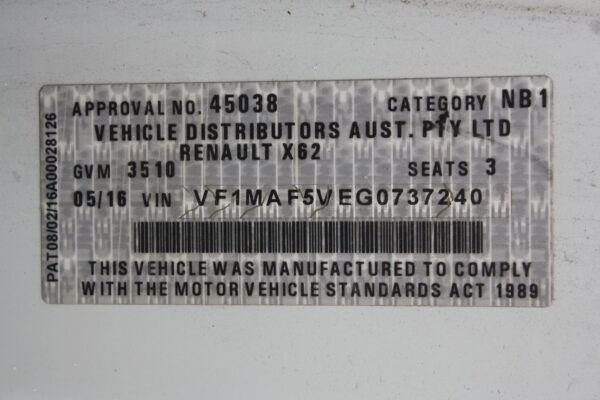 APPROVAL NO. 45038 CATEGORY NB1
VEHICLE DISTRIBUTORS AUST. PTY LTD
RENAULT X62
GVM 3510 SEATS 3
05/16 VIN VF1MAF5VEG0737240
THIS VEHICLE WAS MANUFACTURED TO COMPLY
WITH THE MOTOR VEHICLE STANDARDS ACT 1989
PAT08/02/16A00028126